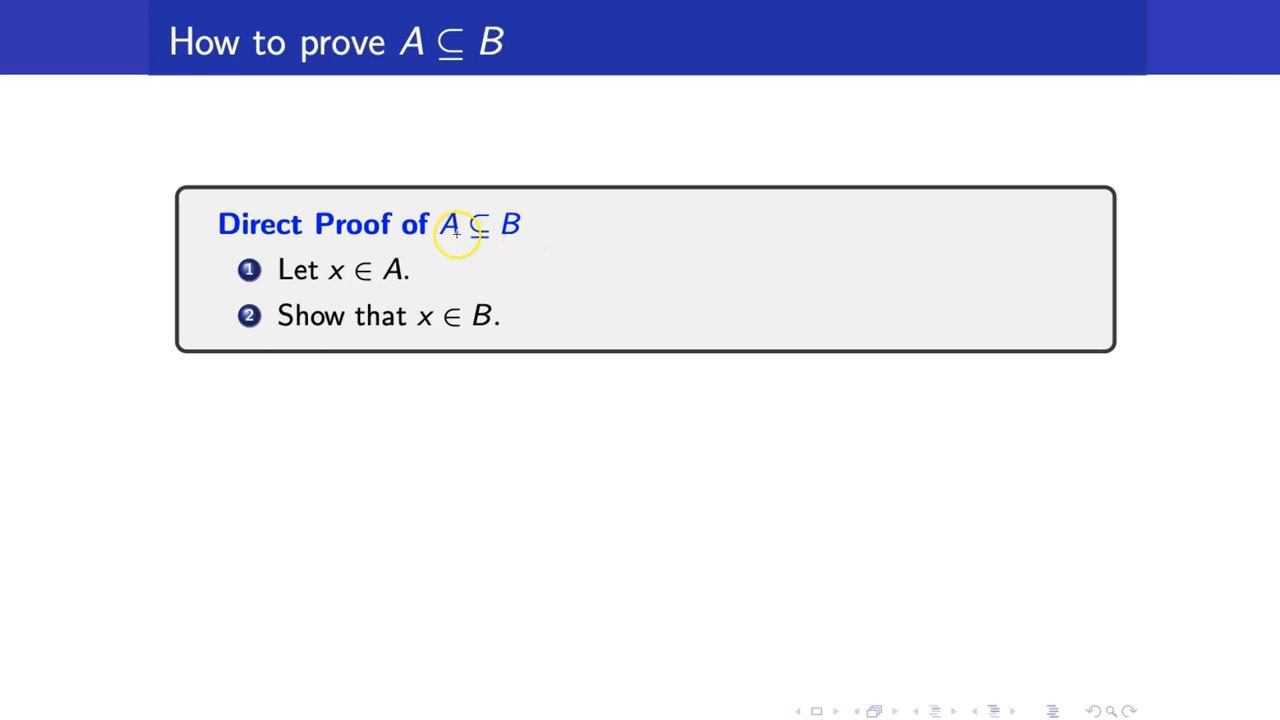 How to prove A ⊆ B
Direct Proof of A ⊆ B
1 Let x ∈ A.
2 Show that x ∈ B.